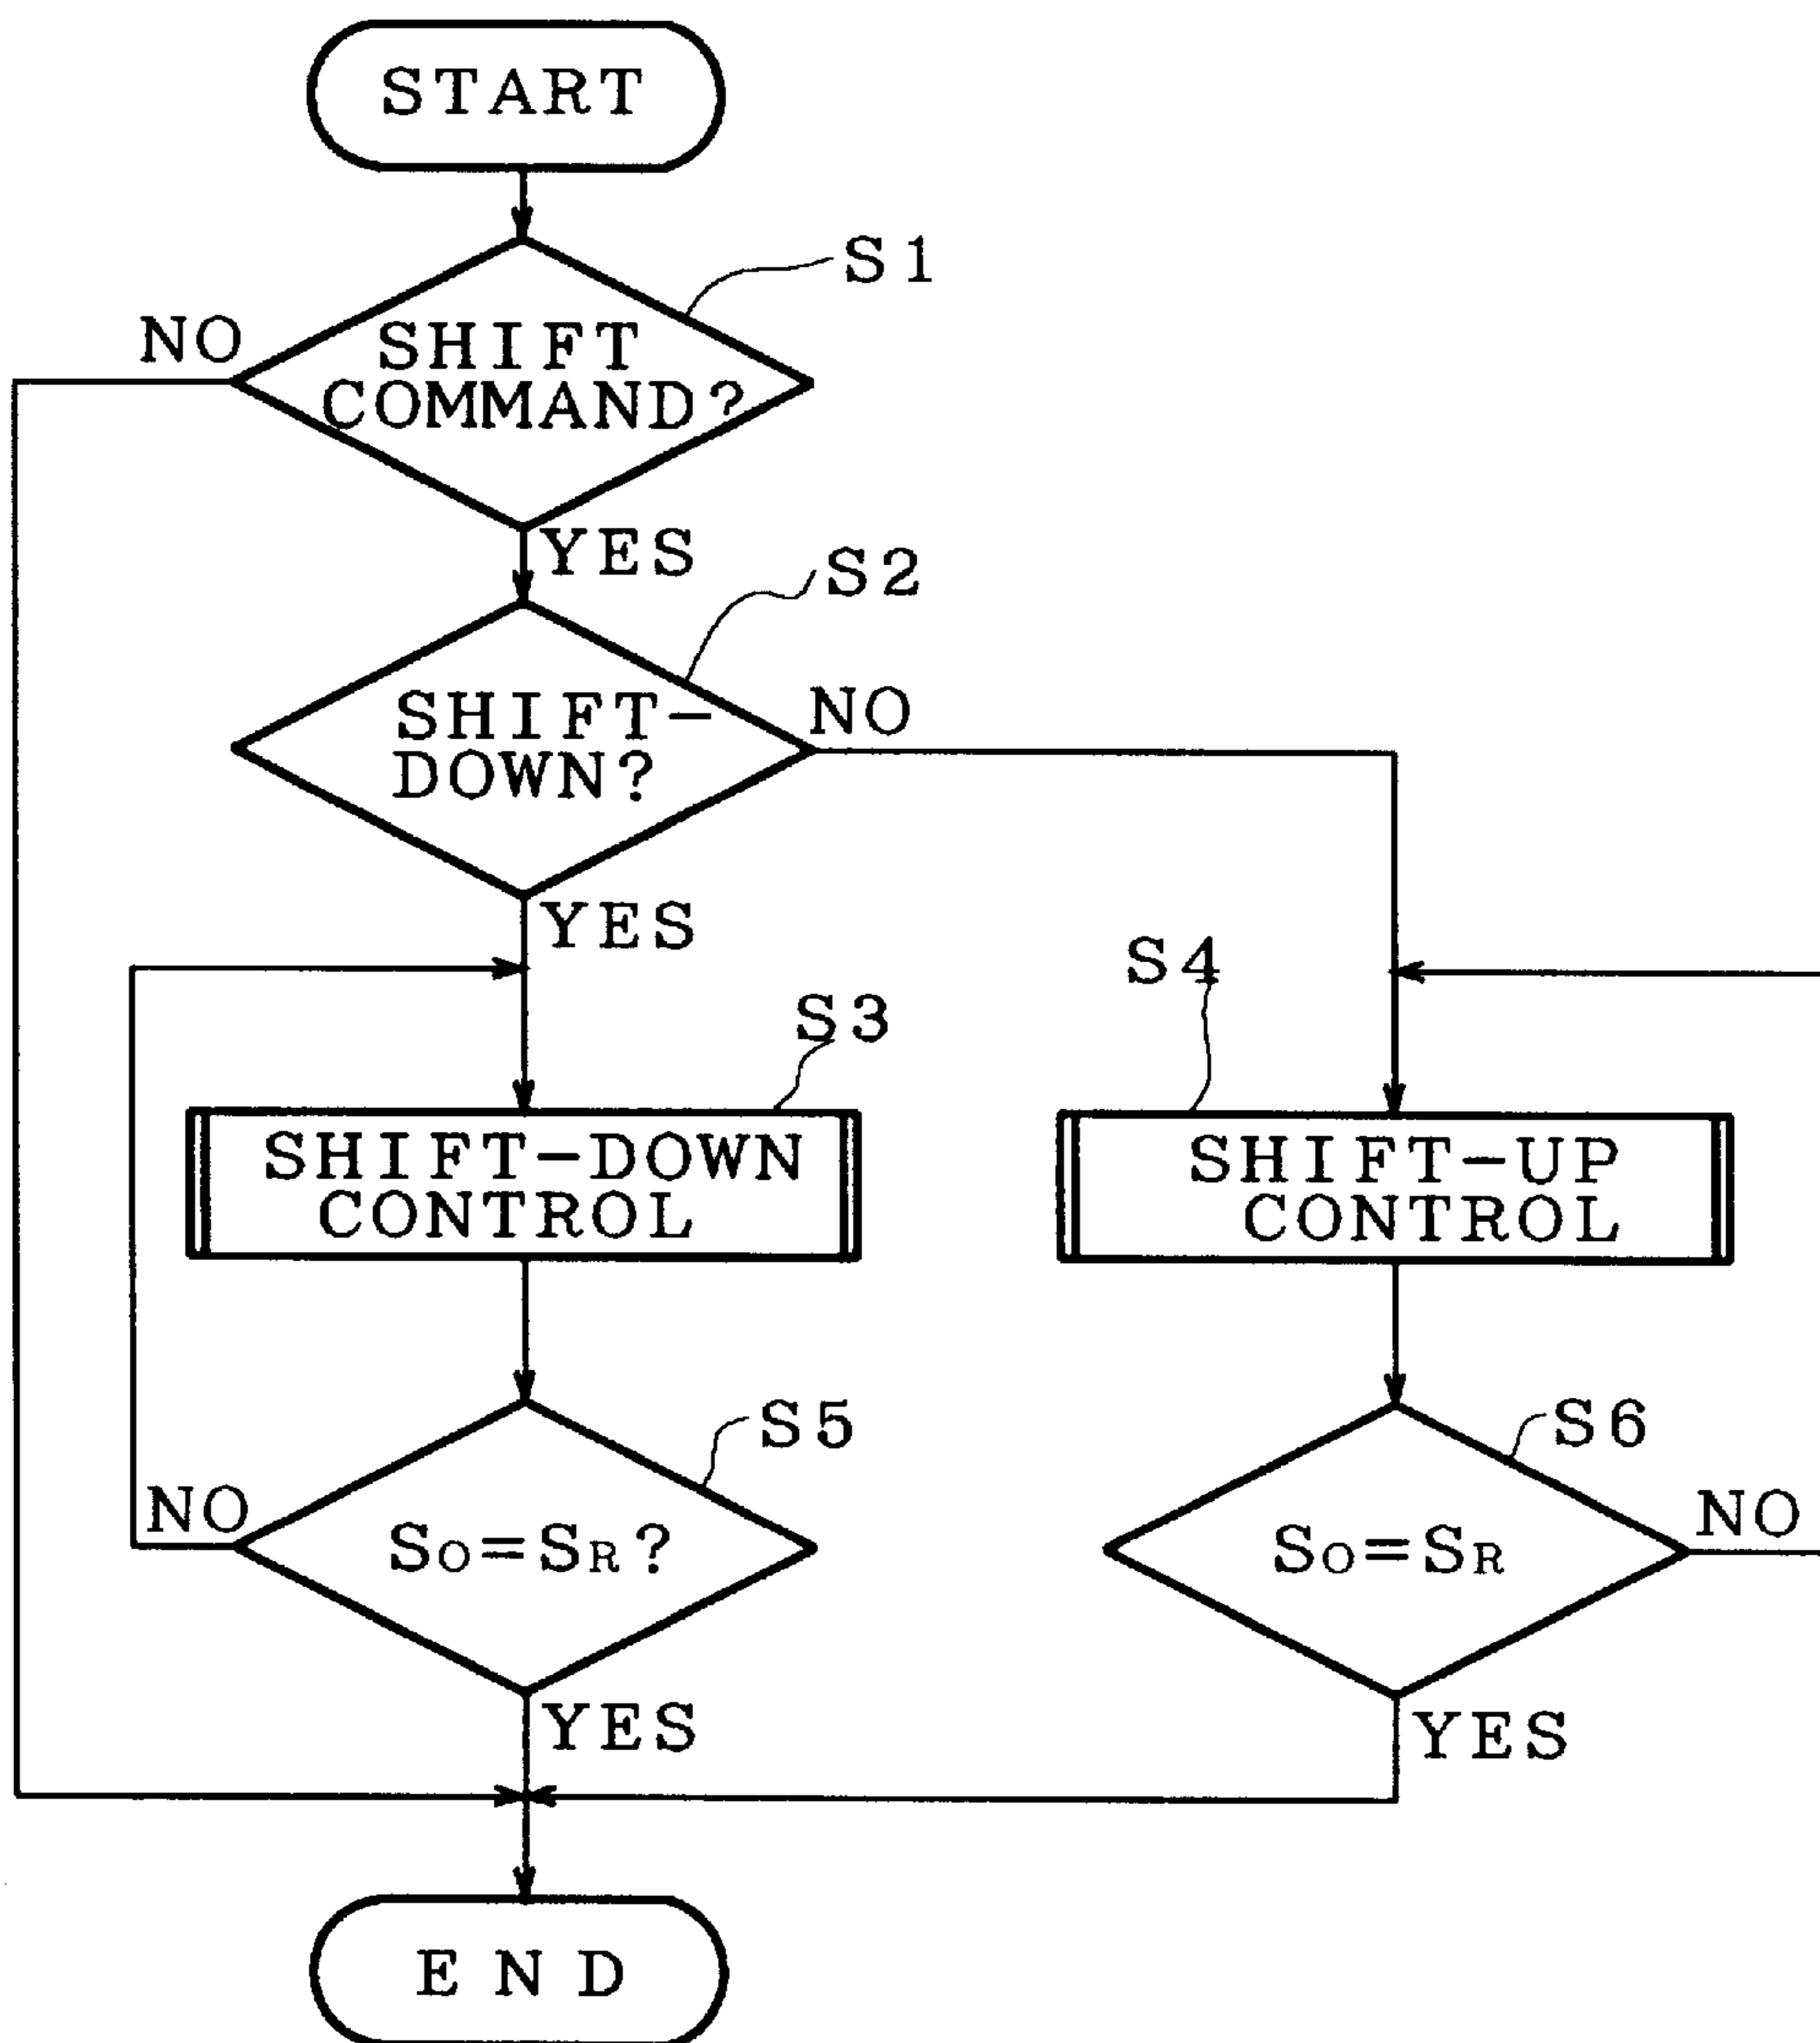 START
S1
NO
SHIFT
COMMAND?
YES
S2
SHIFT-
DOWN?
NO
YES
S3
S4
SHIFT-DOWN
CONTROL
SHIFT-UP
CONTROL
S5
S6
NO
SO=SR?
SO=SR
NO
YES
YES
END